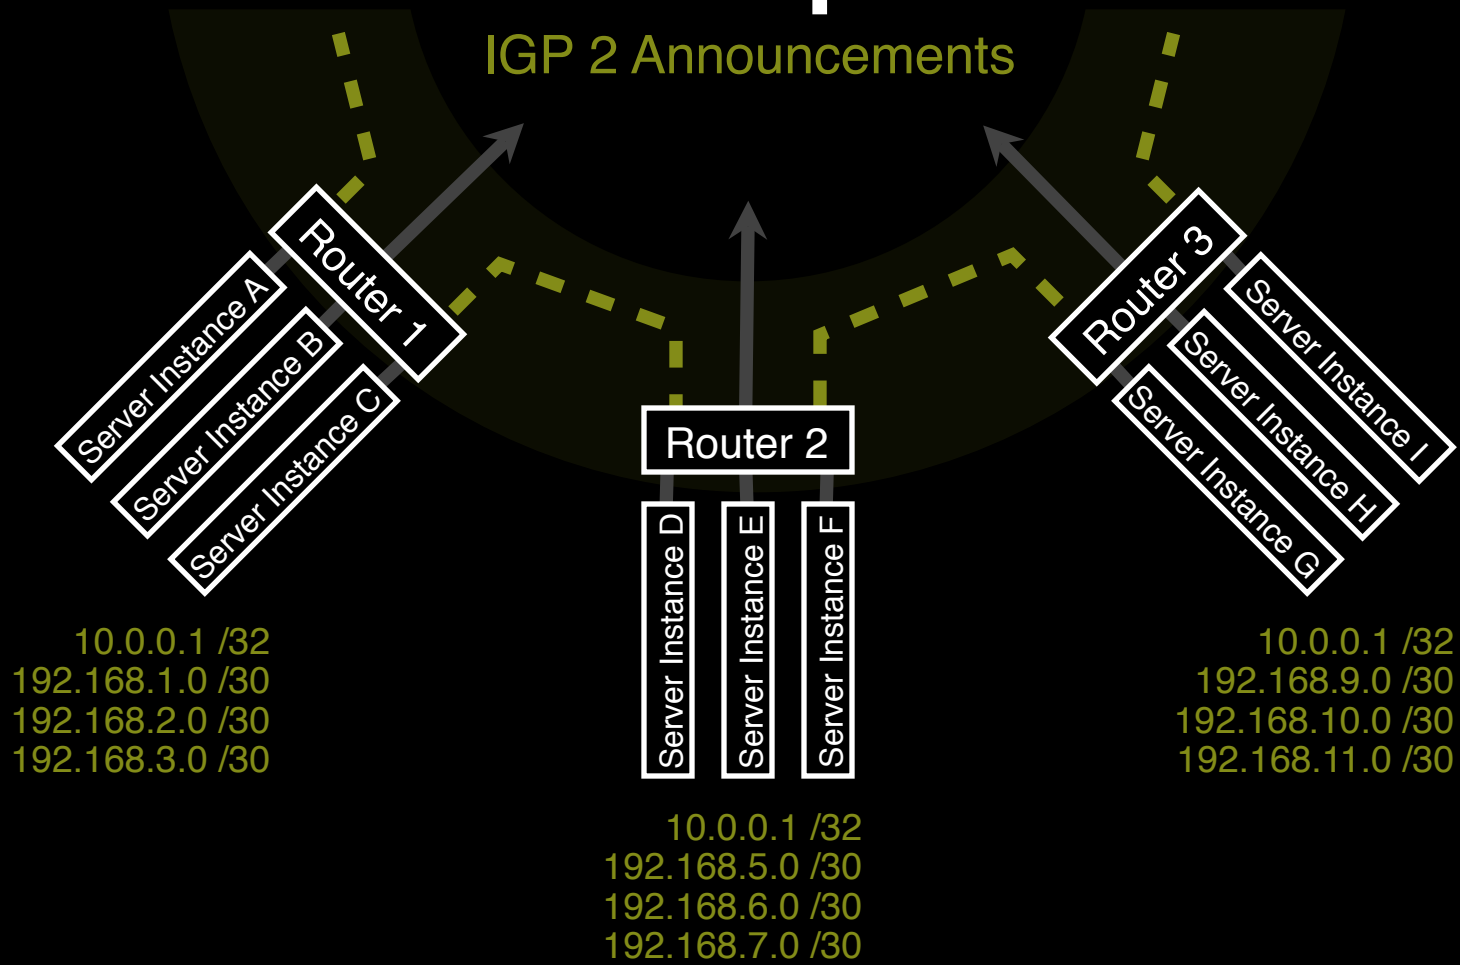 IGP 2 Announcements
Router 1
Server Instance A
Server Instance B
Server Instance C
10.0.0.1 /32
192.168.1.0 /30
192.168.2.0 /30
192.168.3.0 /30
Router 2
Server Instance D
Server Instance E
Server Instance F
10.0.0.1 /32
192.168.5.0 /30
192.168.6.0 /30
192.168.7.0 /30
Router 3
Server Instance I
Server Instance H
Server Instance G
10.0.0.1 /32
192.168.9.0 /30
192.168.10.0 /30
192.168.11.0 /30